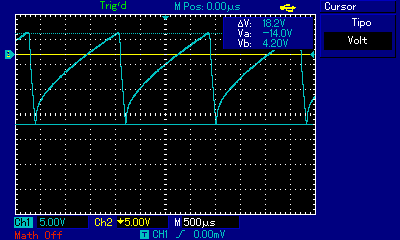 Trig'd M Pos: 0.00μs Cursor
ΔV: 18.2V
Va: -14.0V
Vb: 4.20V
Tipo
Volt
Ch1 5.00V Ch2 5.00V M 500μs
Math Off T CH1 0.00mV